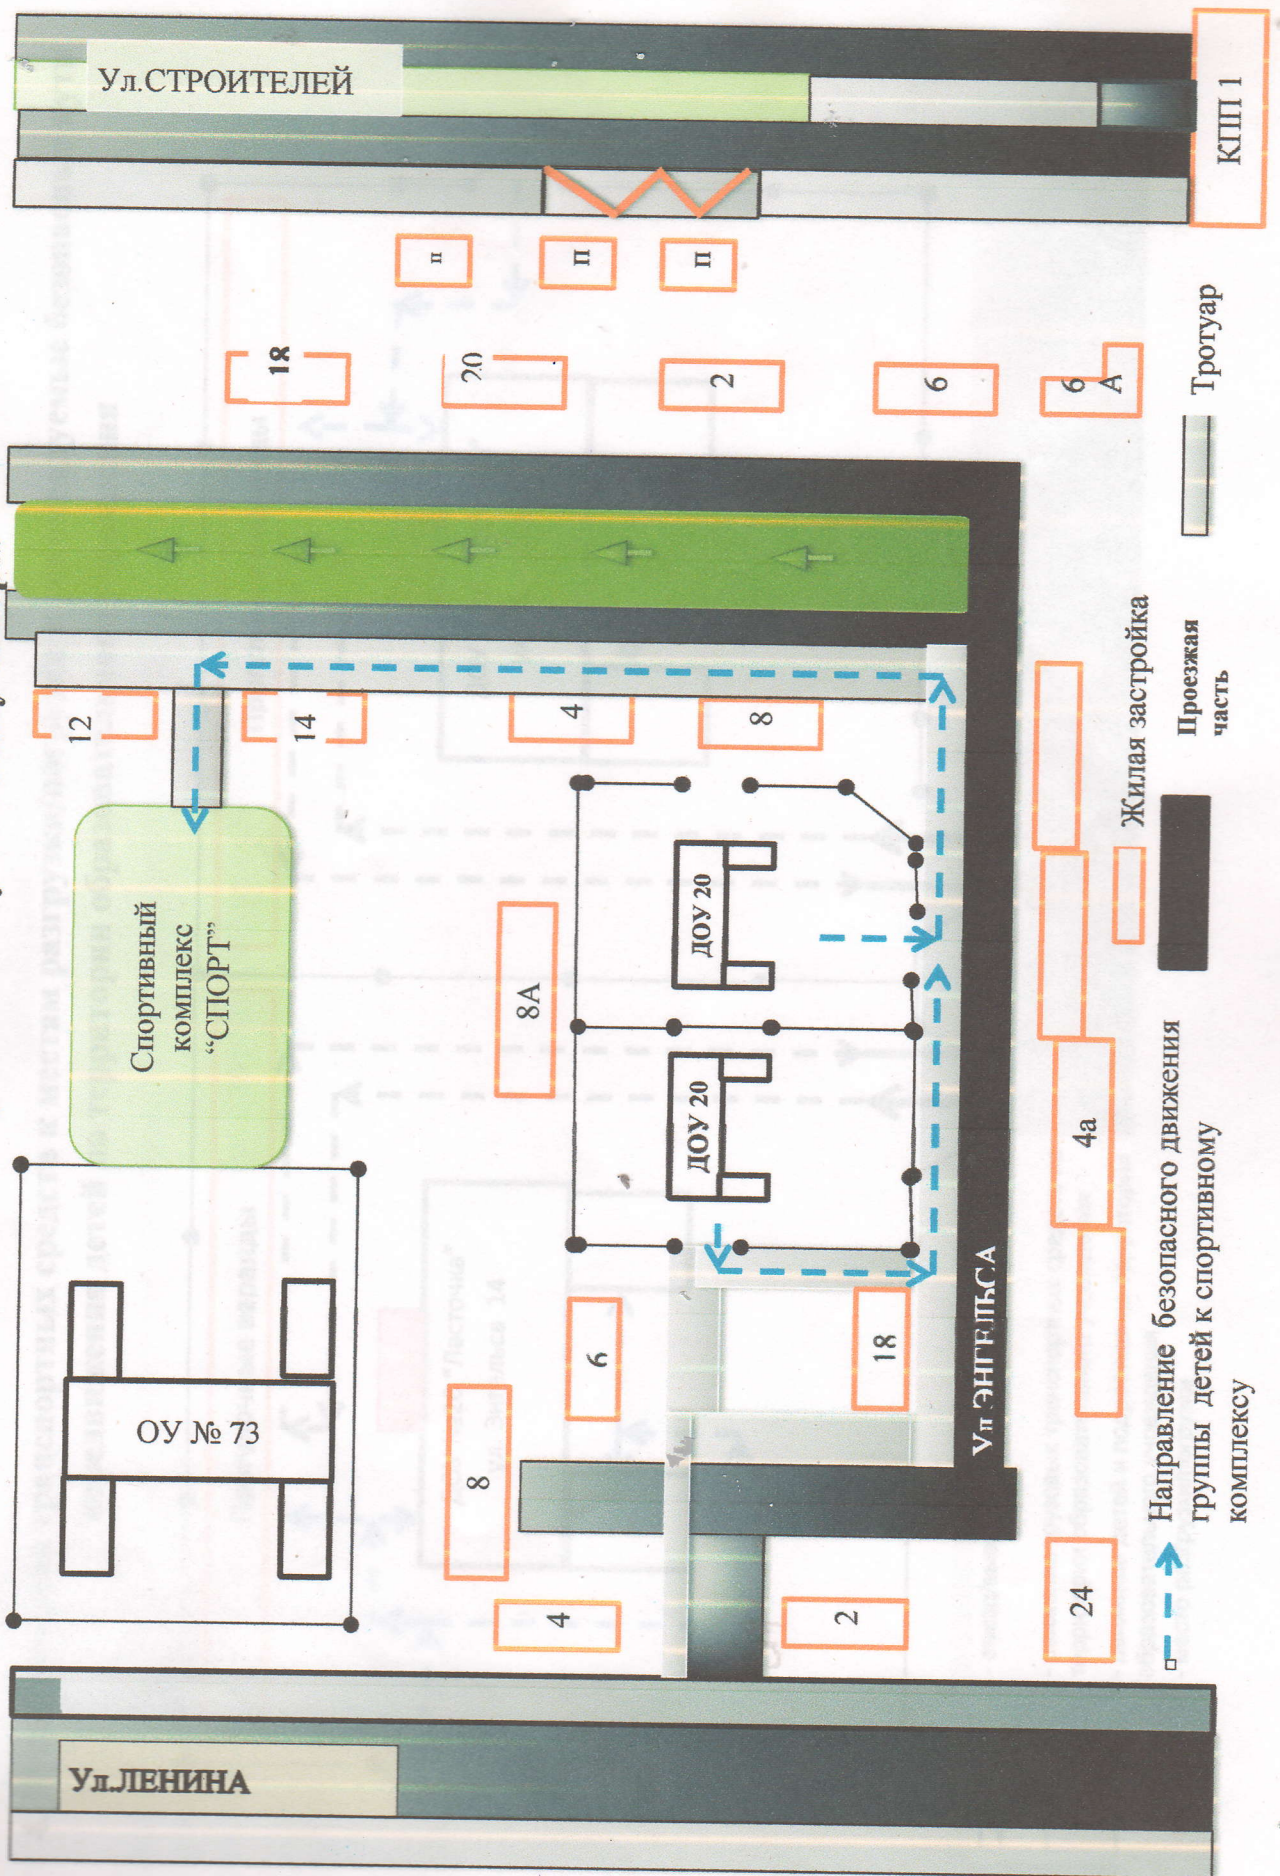 Ул.СТРОИТЕЛЕЙ
КПП 1
п
П
П
18
20
2
6
6
А
12
14
4
8
Спортивный
комплекс
“СПОРТ”
8А
ДОУ 20
ДОУ 20
ОУ № 73
6
18
8
4
2
24
4а
Ул ЭНГЕЛЬСА
Ул.ЛЕНИНА
Направление безопасного движения
группы детей к спортивному
комплексу
Жилая застройка
Проезжая
часть
Тротуар